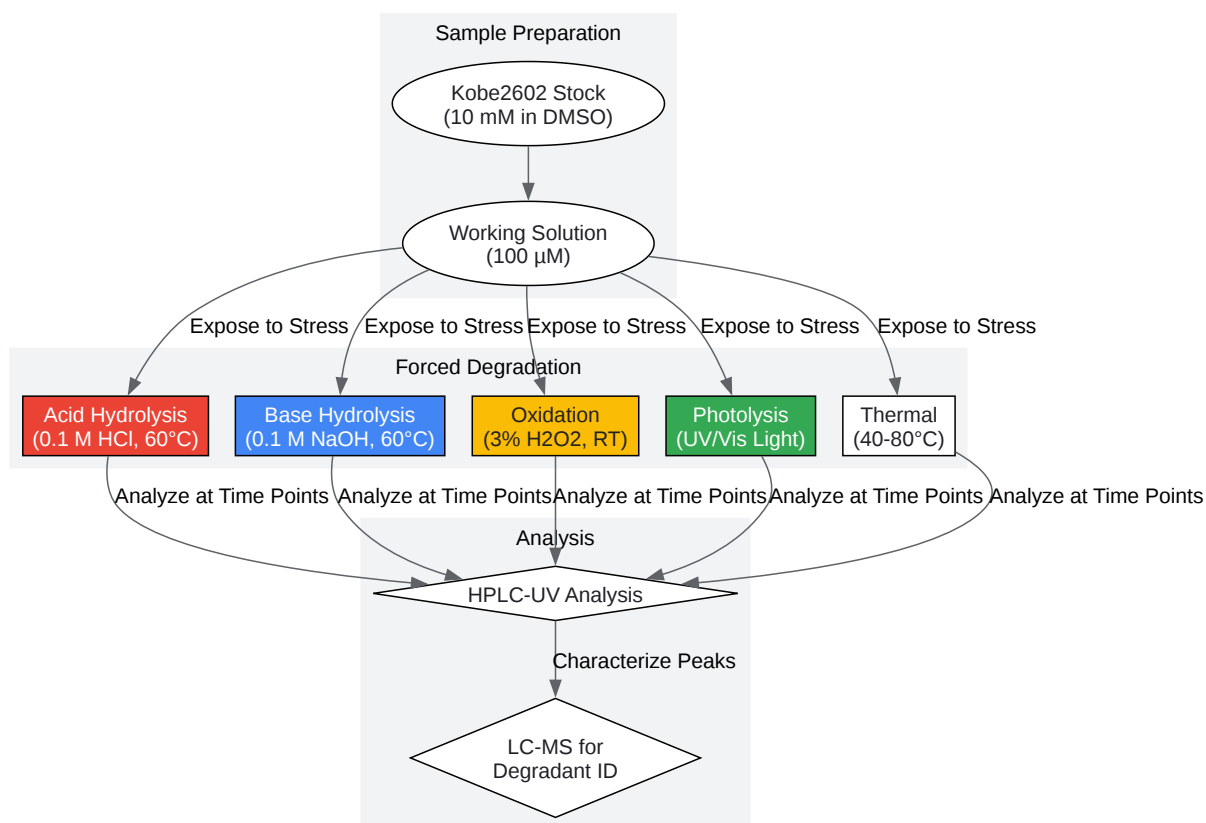 Sample Preparation
Kobe2602 Stock
(10 mM in DMSO)
Working Solution
(100 µM)
Expose to Stress
Expose to Stress
Expose to Stress
Expose to Stress
Expose to Stress
Forced Degradation
Acid Hydrolysis
(0.1 M HCl, 60°C)
Base Hydrolysis
(0.1 M NaOH, 60°C)
Oxidation
(3% H2O2, RT)
Photolysis
(UV/Vis Light)
Thermal
(40-80°C)
Analyze at Time Points
Analyze at Time Points
Analyze at Time Points
Analyze at Time Points
Analyze at Time Points
Analysis
HPLC-UV Analysis
Characterize Peaks
LC-MS for
Degradant ID